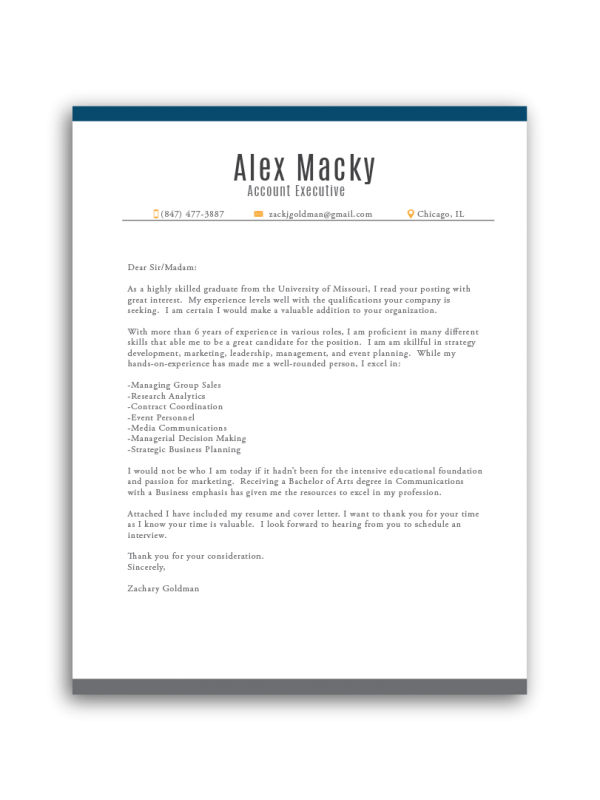 Alex Macky
Account Executive
(847) 477-3887 zackjgoldman@gmail.com Chicago, IL
Dear Sir/Madam:
As a highly skilled graduate from the University of Missouri, I read your posting with
great interest. My experience levels well with the qualifications your company is
seeking. I am certain I would make a valuable addition to your organization.
With more than 6 years of experience in various roles, I am proficient in many different
skills that able me to be a great candidate for the position. I am am skillful in strategy
development, marketing, leadership, management, and event planning. While my
hands-on-experience has made me a well-rounded person, I excel in:
-Managing Group Sales
-Research Analytics
-Contract Coordination
-Event Personnel
-Media Communications
-Managerial Decision Making
-Strategic Business Planning
I would not be who I am today if it hadn't been for the intensive educational foundation
and passion for marketing. Receiving a Bachelor of Arts degree in Communications
with a Business emphasis has given me the resources to excel in my profession.
Attached I have included my resume and cover letter. I want to thank you for your time
as I know your time is valuable. I look forward to hearing from you to schedule an
interview.
Thank you for your consideration.
Sincerely,
Zachary Goldman